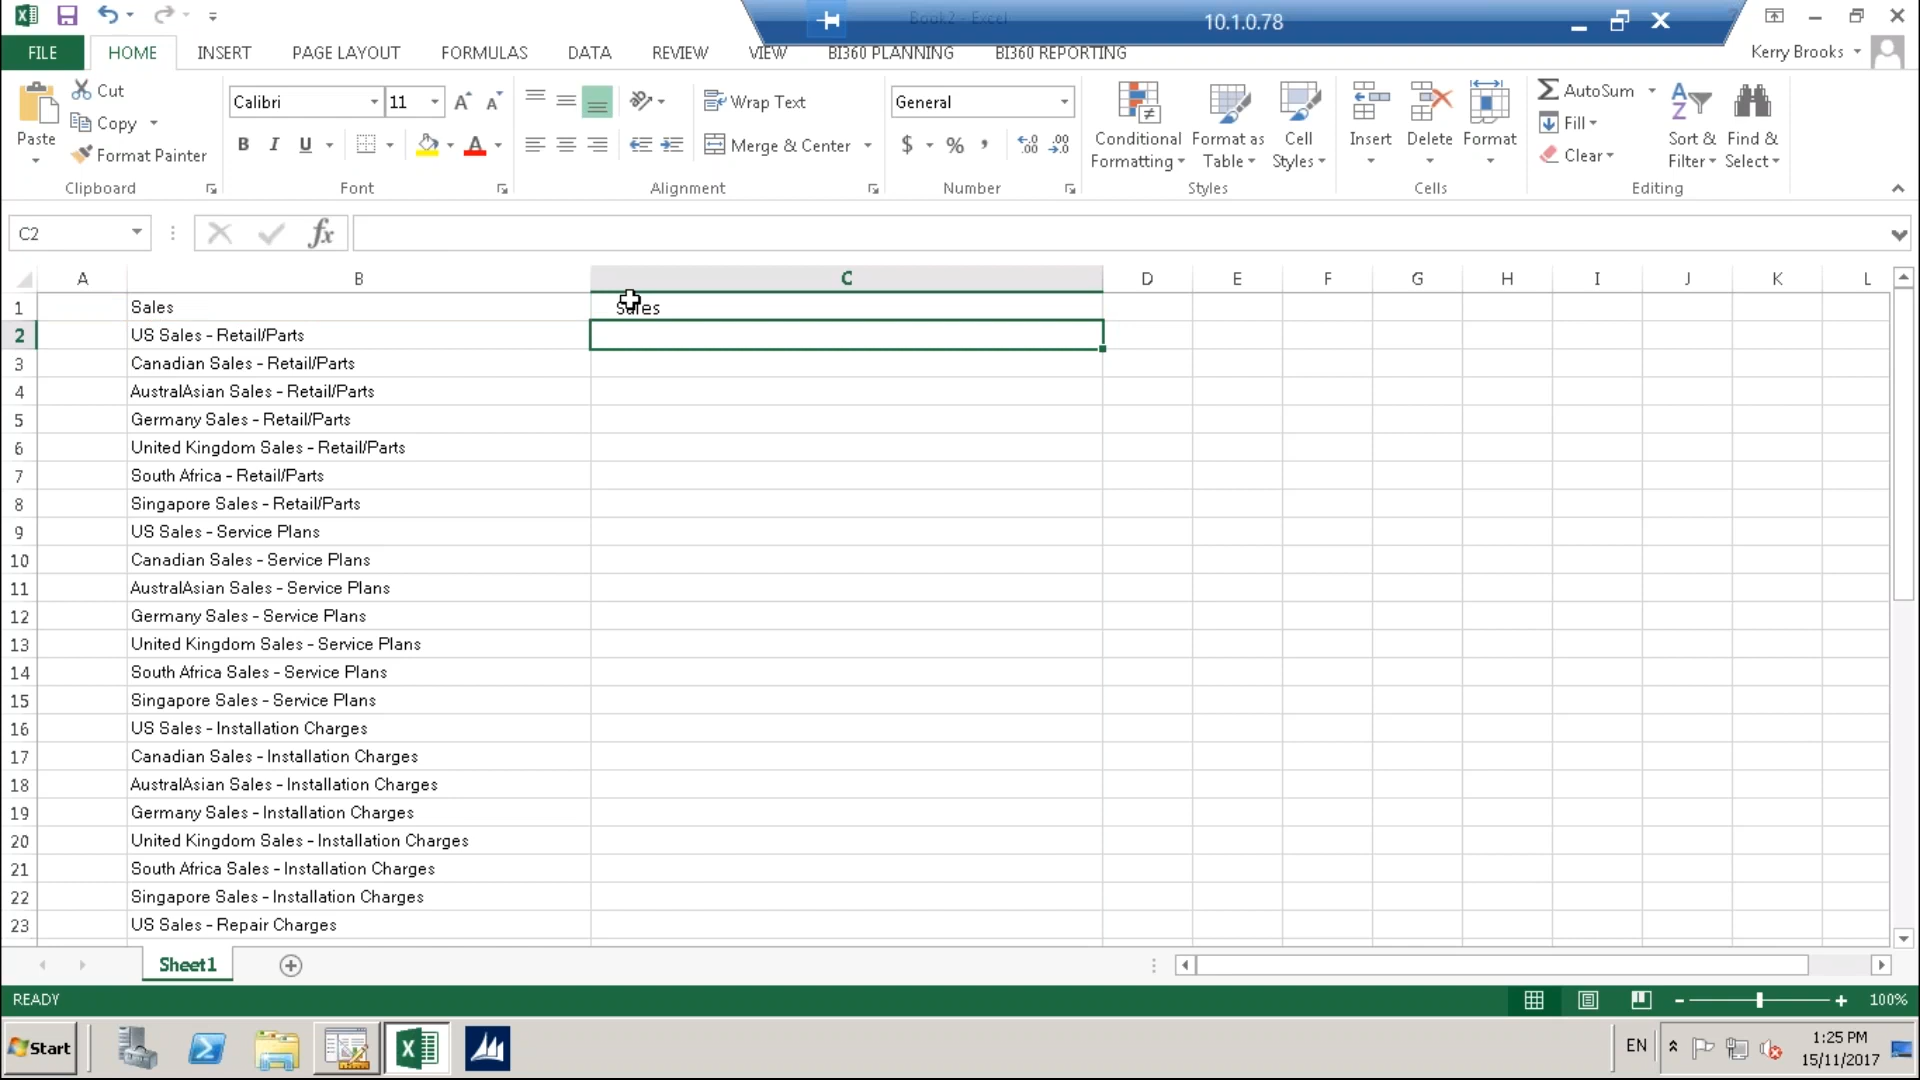 Book2 - Excel
10.1.0.78
FILE HOME INSERT PAGE LAYOUT FORMULAS DATA REVIEW VIEW BI360 PLANNING BI360 REPORTING Kerry Brooks
Paste
Cut
Copy
Format Painter
Clipboard
Calibri 11
B I U
Font
Wrap Text
Merge & Center
Alignment
General
$ % ,
Number
Conditional Formatting
Format as Table
Cell Styles
Styles
Insert
Delete
Format
Cells
AutoSum
Fill
Clear
Sort & Filter
Find & Select
Editing
C2
fx
A B C D E F G H I J K L
1 Sales Sales
2 US Sales - Retail/Parts
3 Canadian Sales - Retail/Parts
4 AustralAsian Sales - Retail/Parts
5 Germany Sales - Retail/Parts
6 United Kingdom Sales - Retail/Parts
7 South Africa - Retail/Parts
8 Singapore Sales - Retail/Parts
9 US Sales - Service Plans
10 Canadian Sales - Service Plans
11 AustralAsian Sales - Service Plans
12 Germany Sales - Service Plans
13 United Kingdom Sales - Service Plans
14 South Africa Sales - Service Plans
15 Singapore Sales - Service Plans
16 US Sales - Installation Charges
17 Canadian Sales - Installation Charges
18 AustralAsian Sales - Installation Charges
19 Germany Sales - Installation Charges
20 United Kingdom Sales - Installation Charges
21 South Africa Sales - Installation Charges
22 Singapore Sales - Installation Charges
23 US Sales - Repair Charges
Sheet1
READY 100%
Start EN 1:25 PM
15/11/2017